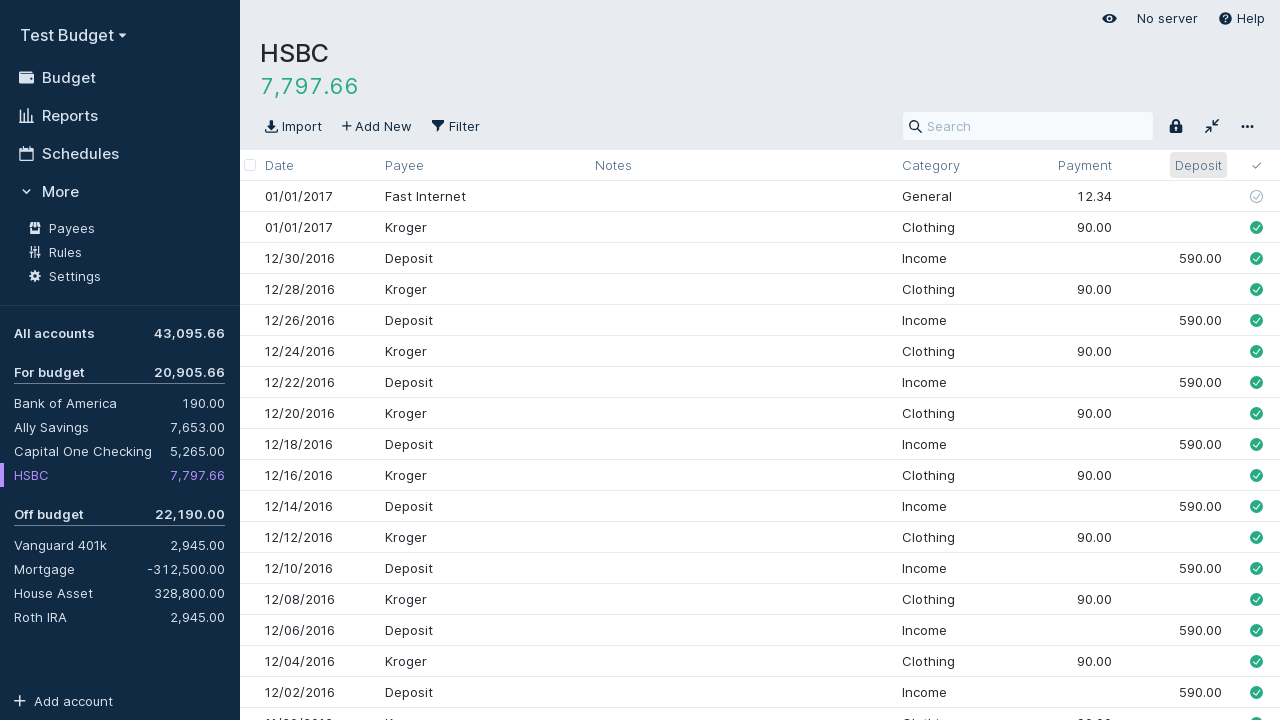 Test Budget
Budget
Reports
Schedules
More
Payees
Rules
Settings
All accounts 43,095.66
For budget 20,905.66
Bank of America 190.00
Ally Savings 7,653.00
Capital One Checking 5,265.00
HSBC 7,797.66
Off budget 22,190.00
Vanguard 401k 2,945.00
Mortgage -312,500.00
House Asset 328,800.00
Roth IRA 2,945.00
Add account
No server Help
HSBC
7,797.66
Import Add New Filter Search
Date Payee Notes Category Payment Deposit
01/01/2017 Fast Internet General 12.34
01/01/2017 Kroger Clothing 90.00
12/30/2016 Deposit Income 590.00
12/28/2016 Kroger Clothing 90.00
12/26/2016 Deposit Income 590.00
12/24/2016 Kroger Clothing 90.00
12/22/2016 Deposit Income 590.00
12/20/2016 Kroger Clothing 90.00
12/18/2016 Deposit Income 590.00
12/16/2016 Kroger Clothing 90.00
12/14/2016 Deposit Income 590.00
12/12/2016 Kroger Clothing 90.00
12/10/2016 Deposit Income 590.00
12/08/2016 Kroger Clothing 90.00
12/06/2016 Deposit Income 590.00
12/04/2016 Kroger Clothing 90.00
12/02/2016 Deposit Income 590.00